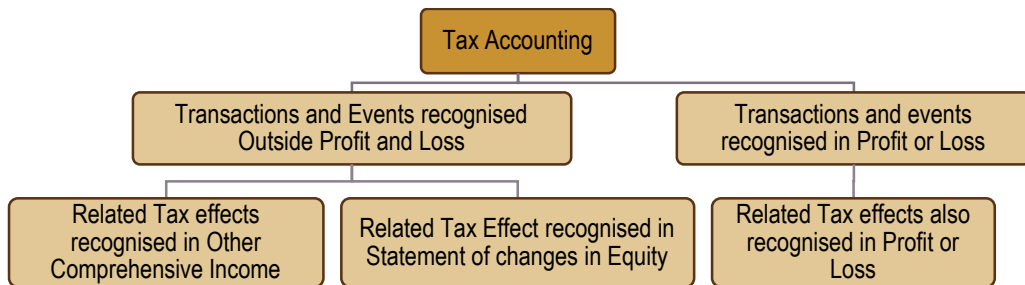 Tax Accounting
Transactions and Events recognised
Outside Profit and Loss
Transactions and events
recognised in Profit or Loss
Related Tax effects
recognised in Other
Comprehensive Income
Related Tax Effect recognised in
Statement of changes in Equity
Related Tax effects also
recognised in Profit or
Loss